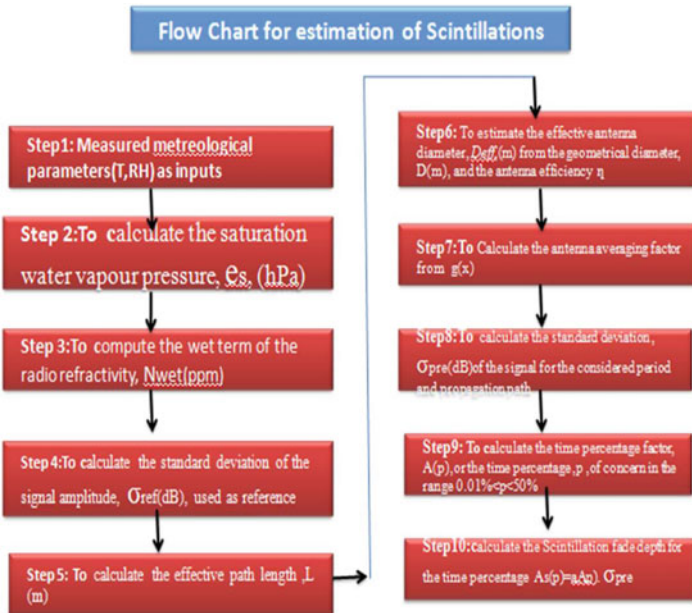 Flow Chart for estimation of Scintillations
Step1: Measured metreological
parameters(T,RH) as inputs
Step 2:To calculate the saturation
water vapour pressure, es, (hPa)
Step 3:To compute the wet term of the
radio refractivity, Nwet(ppm)
Step 4:To calculate the standard deviation of the
signal amplitude, σref(dB), used as reference
Step 5: To calculate the effective path length ,L
(m)
Step6: To estimate the effective antenna
diameter, Deff,(m) from the geometrical diameter,
D(m), and the antenna efficiency η
Step7:To Calculate the antenna averaging factor
from g(x)
Step8:To calculate the standard deviation ,
σpre(dB)of the signal for the considered period
and propagation path
Step9: To calculate the time percentage factor,
A(p), or the time percentage ,p , of concern in the
range 0.01%<p<50%
Step10:calculate the Scintillation fade depth for
the time percentage As(p)=aAp). σpre